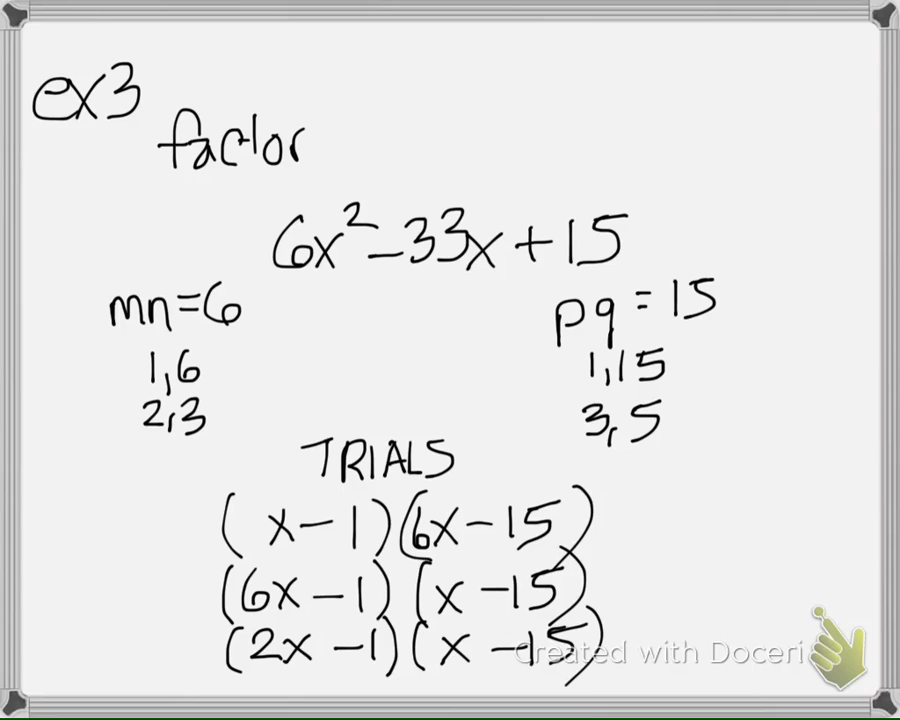 ex3
factor
6x² - 33x + 15
mn = 6
pq = 15
1,6
1,15
2,3
3,5
TRIALS
(x - 1)(6x - 15)
(6x - 1)(x - 15)
(2x - 1)(x - 15)
Created with Doceri